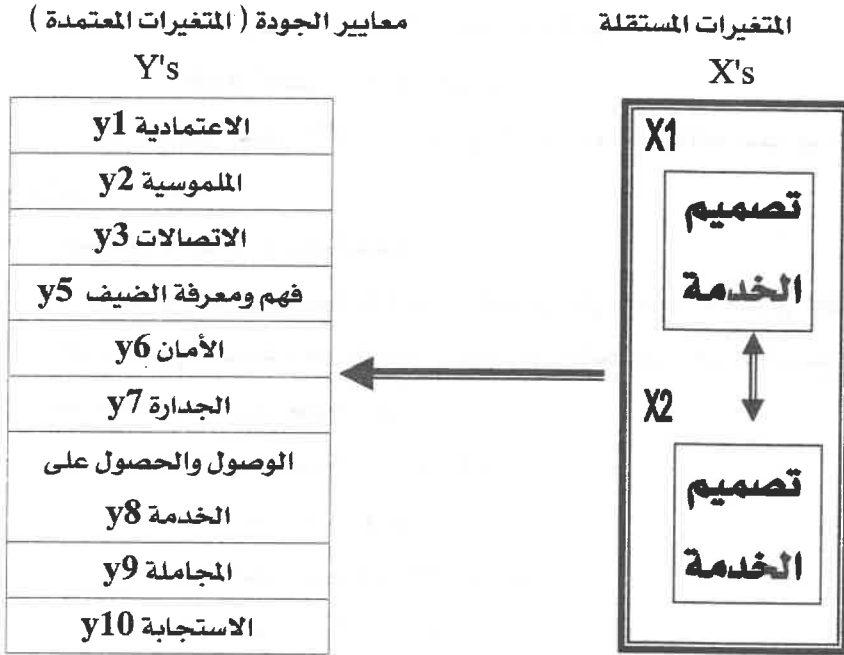 المتغيرات المستقلة
X's
X1
تصميم
الخدمة
X2
تصميم
الخدمة
معايير الجودة ( المتغيرات المعتمدة )
Y's
الاعتمادية y1
الملموسية y2
الاتصالات y3
فهم ومعرفة الضيف y5
الأمان y6
الجدارة y7
الوصول والحصول على
الخدمة y8
المجاملة y9
الاستجابة y10